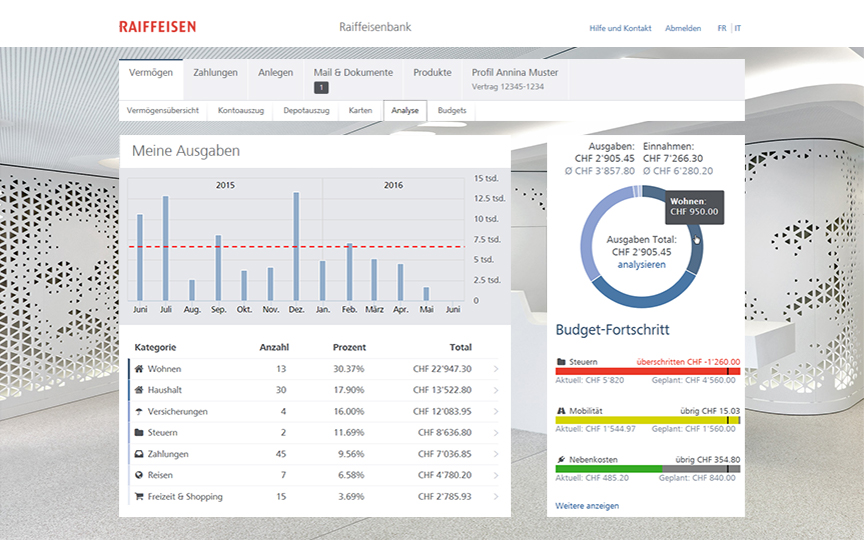 RAIFFEISEN
Raiffeisenbank
Hilfe und Kontakt Abmelden FR | IT
Vermögen Zahlungen Anlegen Mail & Dokumente Produkte Profil Annina Muster
1 Vertrag 12345-1234
Vermögensübersicht Kontoauszug Depotauszug Karten Analyse Budgets
Meine Ausgaben
2015 2016
15 tsd.
12.5 tsd.
10 tsd.
7.5 tsd.
5 tsd.
2.5 tsd.
0
Juni Juli Aug. Sep. Okt. Nov. Dez. Jan. Feb. März Apr. Mai Juni
Kategorie Anzahl Prozent Total
Wohnen 13 30.37% CHF 22'947.30
Haushalt 30 17.90% CHF 13'522.80
Versicherungen 4 16.00% CHF 12'083.95
Steuern 2 11.69% CHF 8'636.80
Zahlungen 45 9.56% CHF 7'036.85
Reisen 7 6.58% CHF 4'780.20
Freizeit & Shopping 15 3.69% CHF 2'785.93
Ausgaben: Einnahmen:
CHF 2'905.45 CHF 7'266.30
Ø CHF 3'857.80 Ø CHF 6'280.20
Wohnen:
CHF 950.00
Ausgaben Total:
CHF 2'905.45
analysieren
Budget-Fortschritt
Steuern überschritten CHF -1'260.00
Aktuell: CHF 5'820 Geplant: CHF 4'560.00
Mobilität übrig CHF 15.03
Aktuell: CHF 1'544.97 Geplant: CHF 1'560.00
Nebenkosten übrig CHF 354.80
Aktuell: CHF 485.20 Geplant: CHF 840.00
Weitere anzeigen